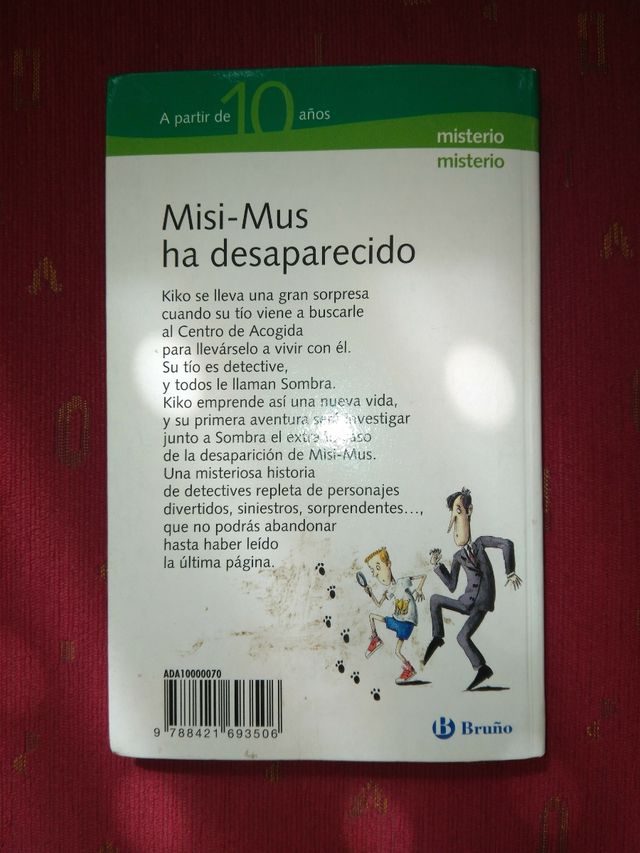 A partir de 10 años
misterio
misterio
Misi-Mus
ha desaparecido
Kiko se lleva una gran sorpresa
cuando su tío viene a buscarle
al Centro de Acogida
para llevárselo a vivir con él.
Su tío es detective,
y todos le llaman Sombra.
Kiko emprende así una nueva vida,
y su primera aventura será investigar
junto a Sombra el extraño caso
de la desaparición de Misi-Mus.
Una misteriosa historia
de detectives repleta de personajes
divertidos, siniestros, sorprendentes...,
que no podrás abandonar
hasta haber leído
la última página.
ADA10000070
9 788421 693506
B Bruño